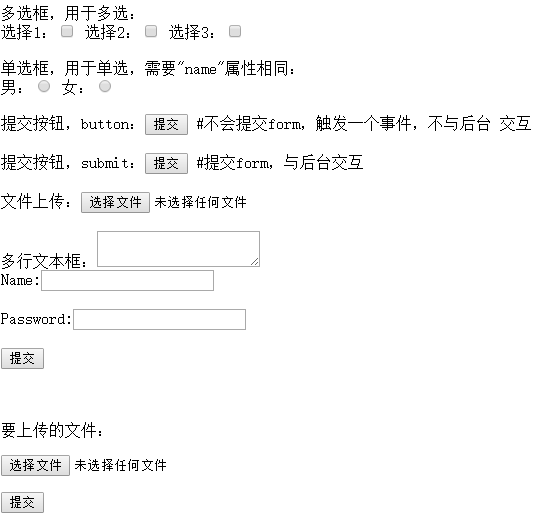 多选框，用于多选：
选择1： 选择2： 选择3：
单选框，用于单选，需要"name"属性相同：
男： 女：
提交按钮，button： 提交 #不会提交form，触发一个事件，不与后台 交互
提交按钮，submit： 提交 #提交form，与后台交互
文件上传： 选择文件 未选择任何文件
多行文本框：
Name:
Password:
提交
要上传的文件：
选择文件 未选择任何文件
提交